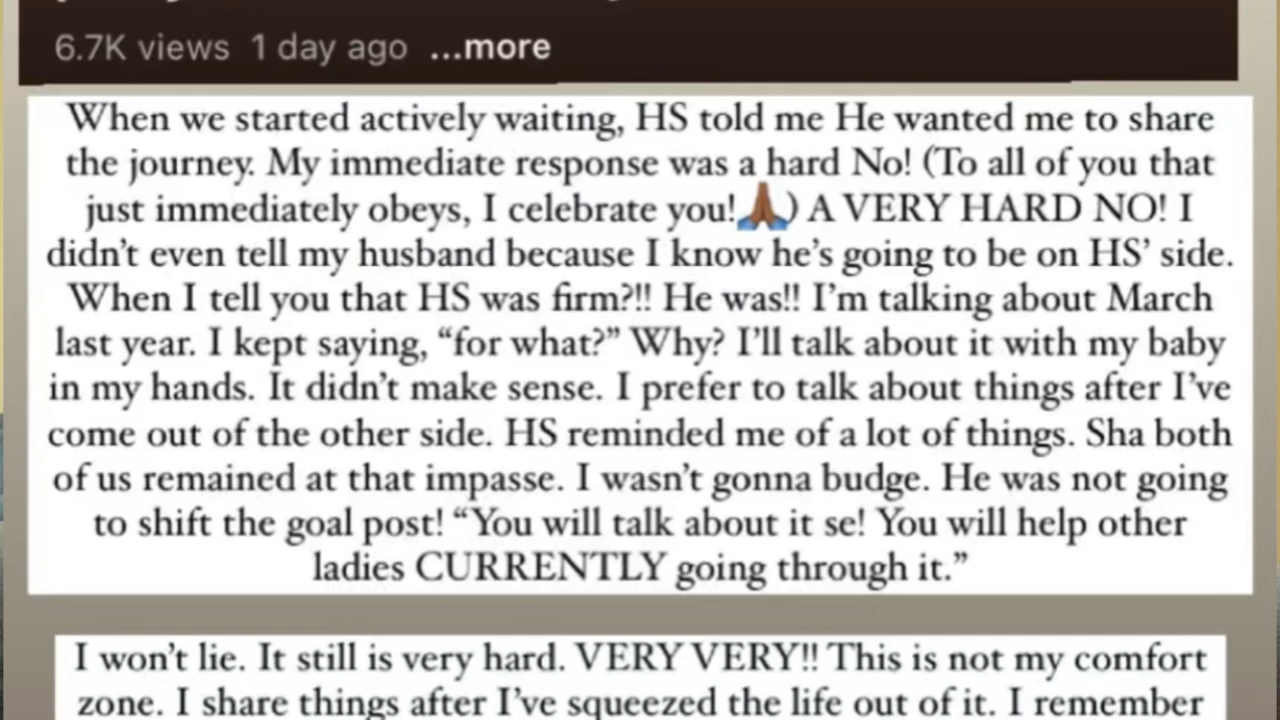 6.7K views 1 day ago ...more
When we started actively waiting, HS told me He wanted me to share
the journey. My immediate response was a hard No! (To all of you that
just immediately obeys, I celebrate you!🙏🏾) A VERY HARD NO! I
didn't even tell my husband because I know he's going to be on HS' side.
When I tell you that HS was firm?!! He was!! I'm talking about March
last year. I kept saying, “for what?” Why? I'll talk about it with my baby
in my hands. It didn't make sense. I prefer to talk about things after I've
come out of the other side. HS reminded me of a lot of things. Sha both
of us remained at that impasse. I wasn't gonna budge. He was not going
to shift the goal post! “You will talk about it se! You will help other
ladies CURRENTLY going through it.”
I won't lie. It still is very hard. VERY VERY!! This is not my comfort
zone. I share things after I've squeezed the life out of it. I remember